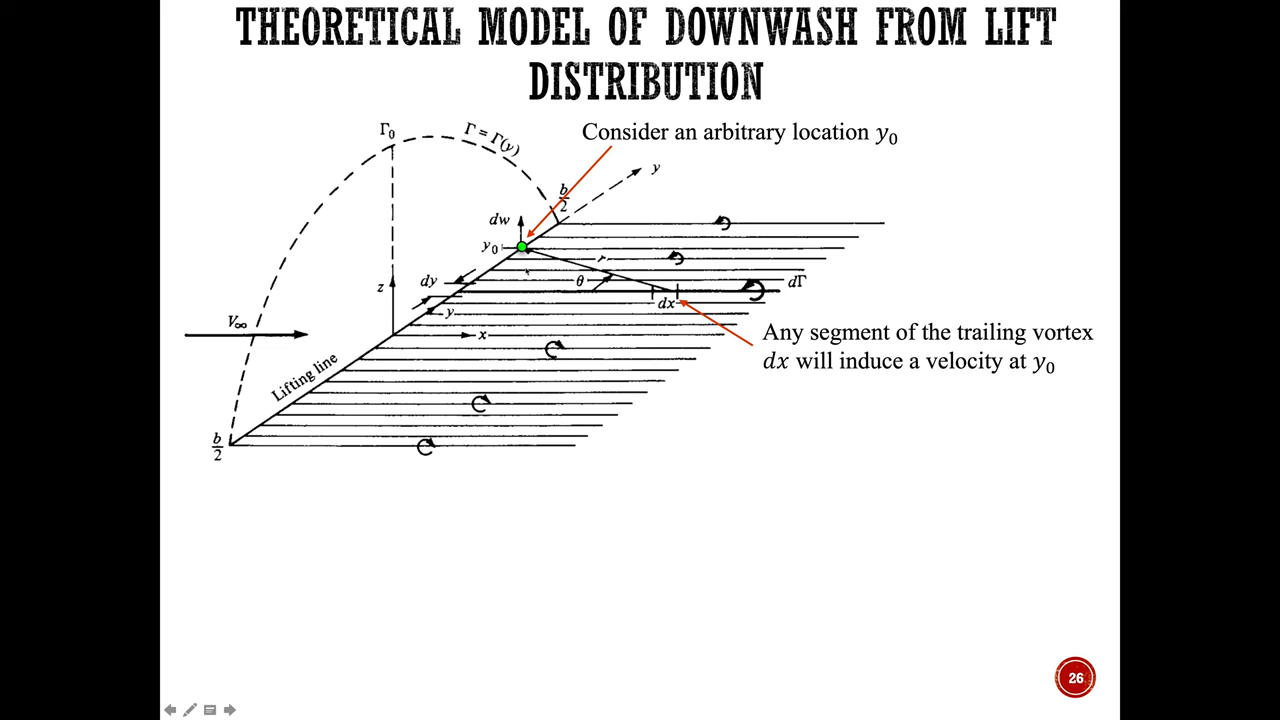 THEORETICAL MODEL OF DOWNWASH FROM LIFT
DISTRIBUTION
Γ₀
Γ = Γ(y)
Consider an arbitrary location y₀
y
b/2
dw
y₀
r
θ
dy
dΓ
z
dx
y
V∞
x
Any segment of the trailing vortex
dx will induce a velocity at y₀
Lifting line
b/2
26